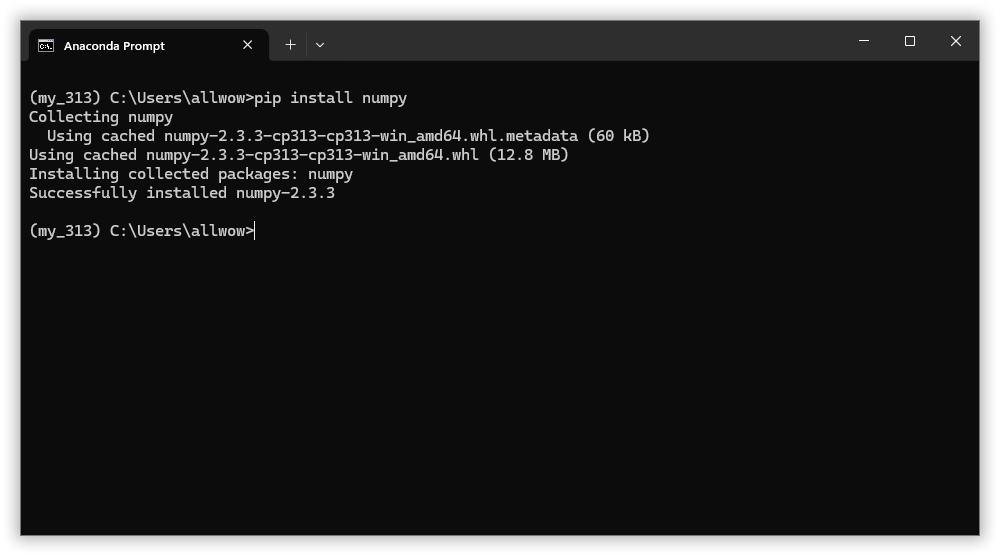 Anaconda Prompt
(my_313) C:\Users\allwow>pip install numpy
Collecting numpy
  Using cached numpy-2.3.3-cp313-cp313-win_amd64.whl.metadata (60 kB)
Using cached numpy-2.3.3-cp313-cp313-win_amd64.whl (12.8 MB)
Installing collected packages: numpy
Successfully installed numpy-2.3.3
(my_313) C:\Users\allwow>